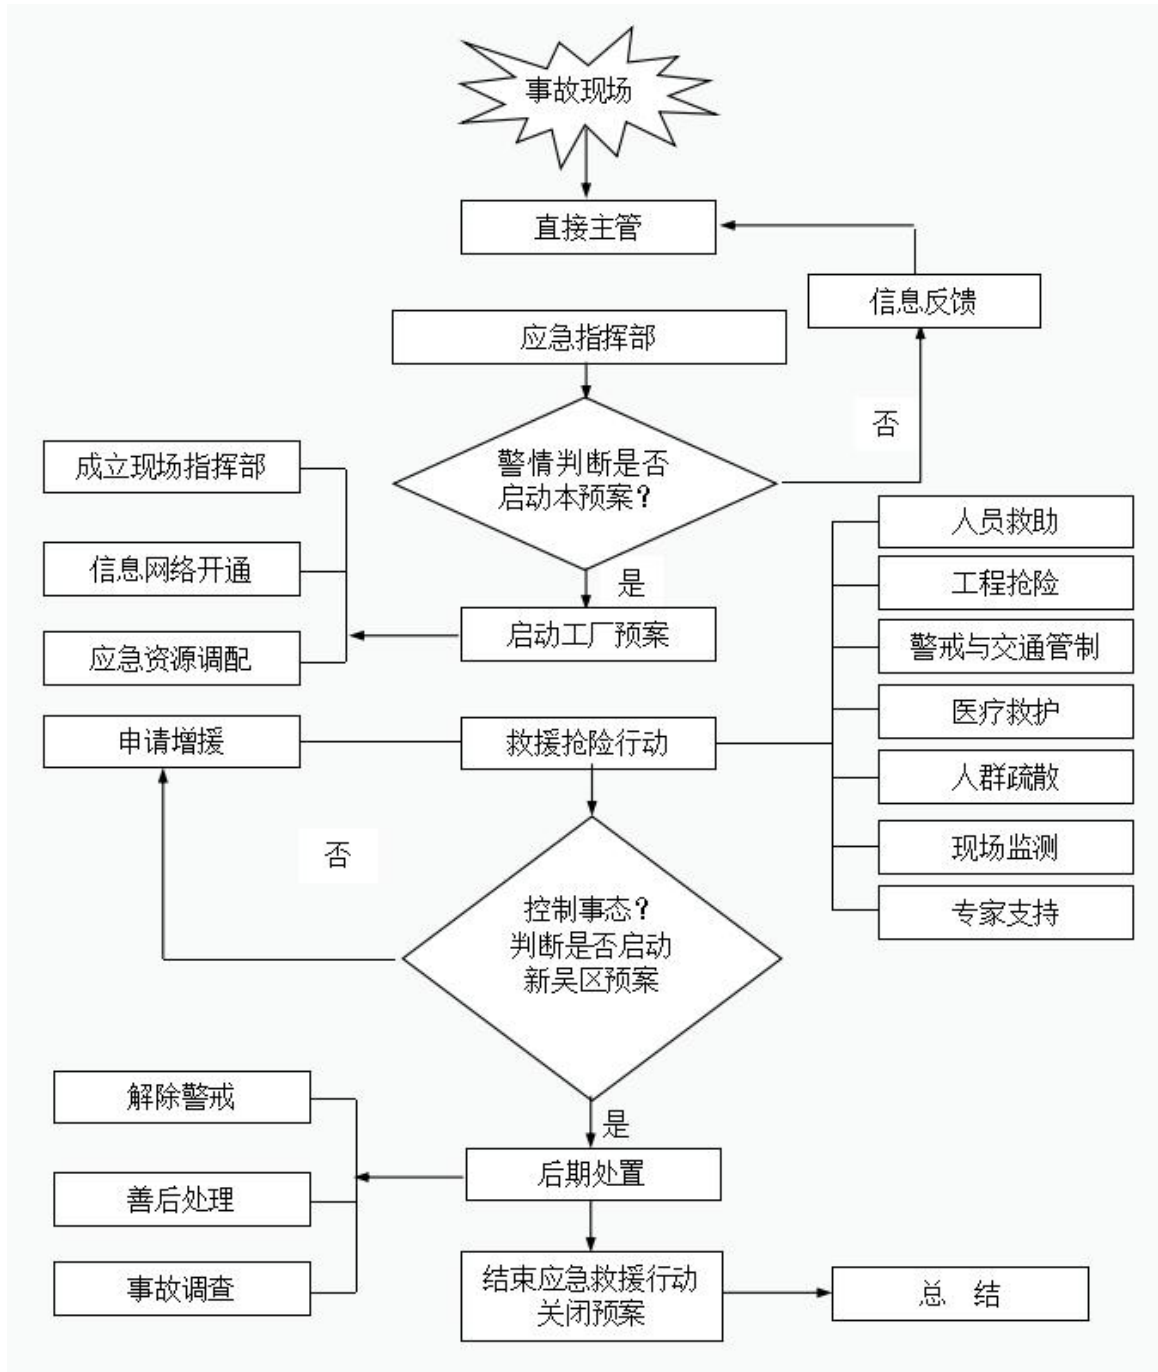 事故现场
直接主管
信息反馈
应急指挥部
否
警情判断是否
启动本预案？
成立现场指挥部
信息网络开通
应急资源调配
是
启动工厂预案
人员救助
工程抢险
警戒与交通管制
医疗救护
人群疏散
现场监测
专家支持
申请增援
救援抢险行动
否
控制事态？
判断是否启动
新吴区预案
是
解除警戒
善后处理
事故调查
后期处置
结束应急救援行动
关闭预案
总 结